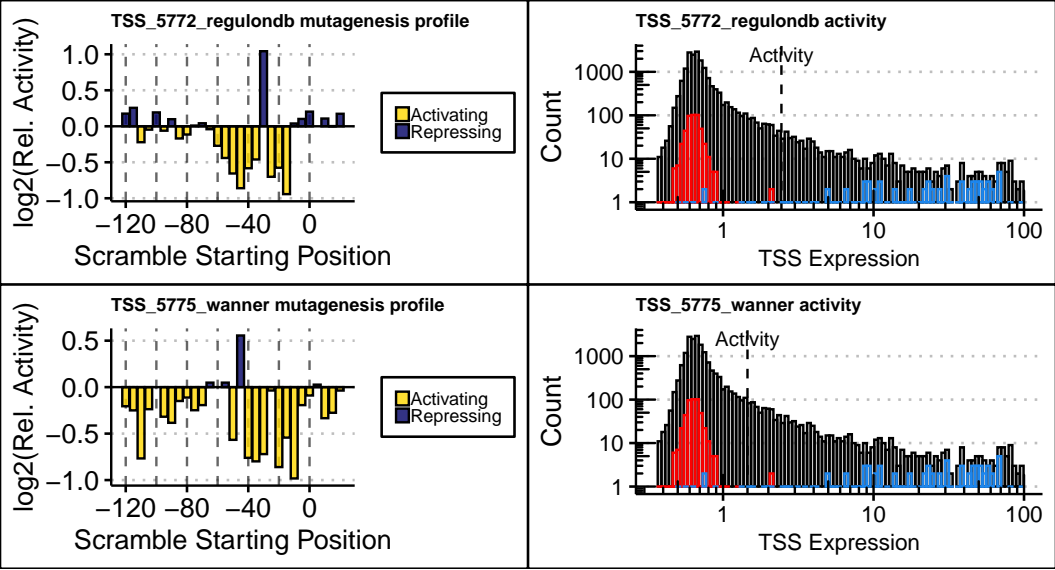 TSS_5772_regulondb mutagenesis profile
log2(Rel. Activity)
1.0
0.5
0.0
−0.5
−1.0
−120
−80
−40
0
Scramble Starting Position
Activating
Repressing
TSS_5772_regulondb activity
Activity
Count
1000
100
10
1
1
10
100
TSS Expression
TSS_5775_wanner mutagenesis profile
log2(Rel. Activity)
0.5
0.0
−0.5
−1.0
−120
−80
−40
0
Scramble Starting Position
Activating
Repressing
TSS_5775_wanner activity
Activity
Count
1000
100
10
1
1
10
100
TSS Expression